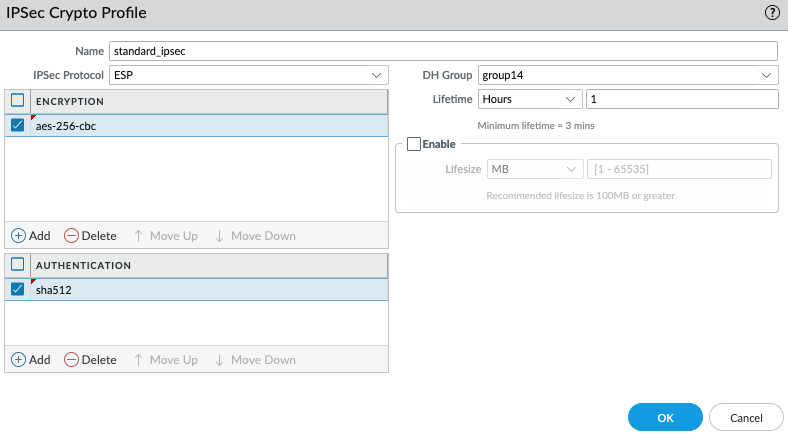 IPSec Crypto Profile
Name standard_ipsec
IPSec Protocol ESP
ENCRYPTION
aes-256-cbc
Add Delete Move Up Move Down
AUTHENTICATION
sha512
Add Delete Move Up Move Down
DH Group group14
Lifetime Hours 1
Minimum lifetime = 3 mins
Enable
Lifesize MB [1 - 65535]
Recommended lifesize is 100MB or greater
OK Cancel